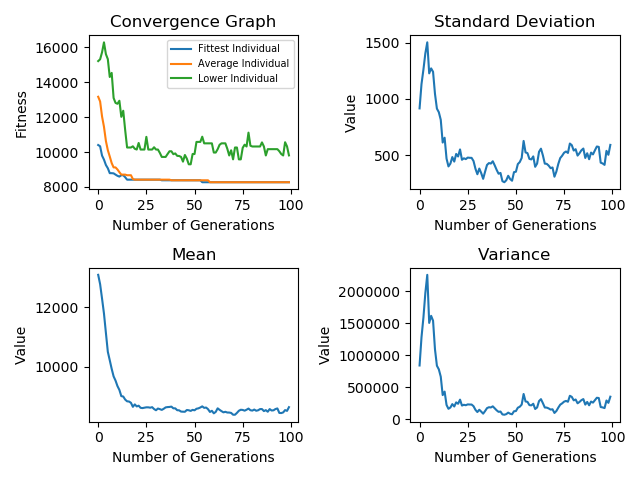 Convergence Graph
Fitness
16000
14000
12000
10000
8000
Fittest Individual
Average Individual
Lower Individual
0 25 50 75 100
Number of Generations
Standard Deviation
Value
1500
1000
500
0 25 50 75 100
Number of Generations
Mean
Value
12000
10000
0 25 50 75 100
Number of Generations
Variance
Value
2000000
1500000
1000000
500000
0
0 25 50 75 100
Number of Generations